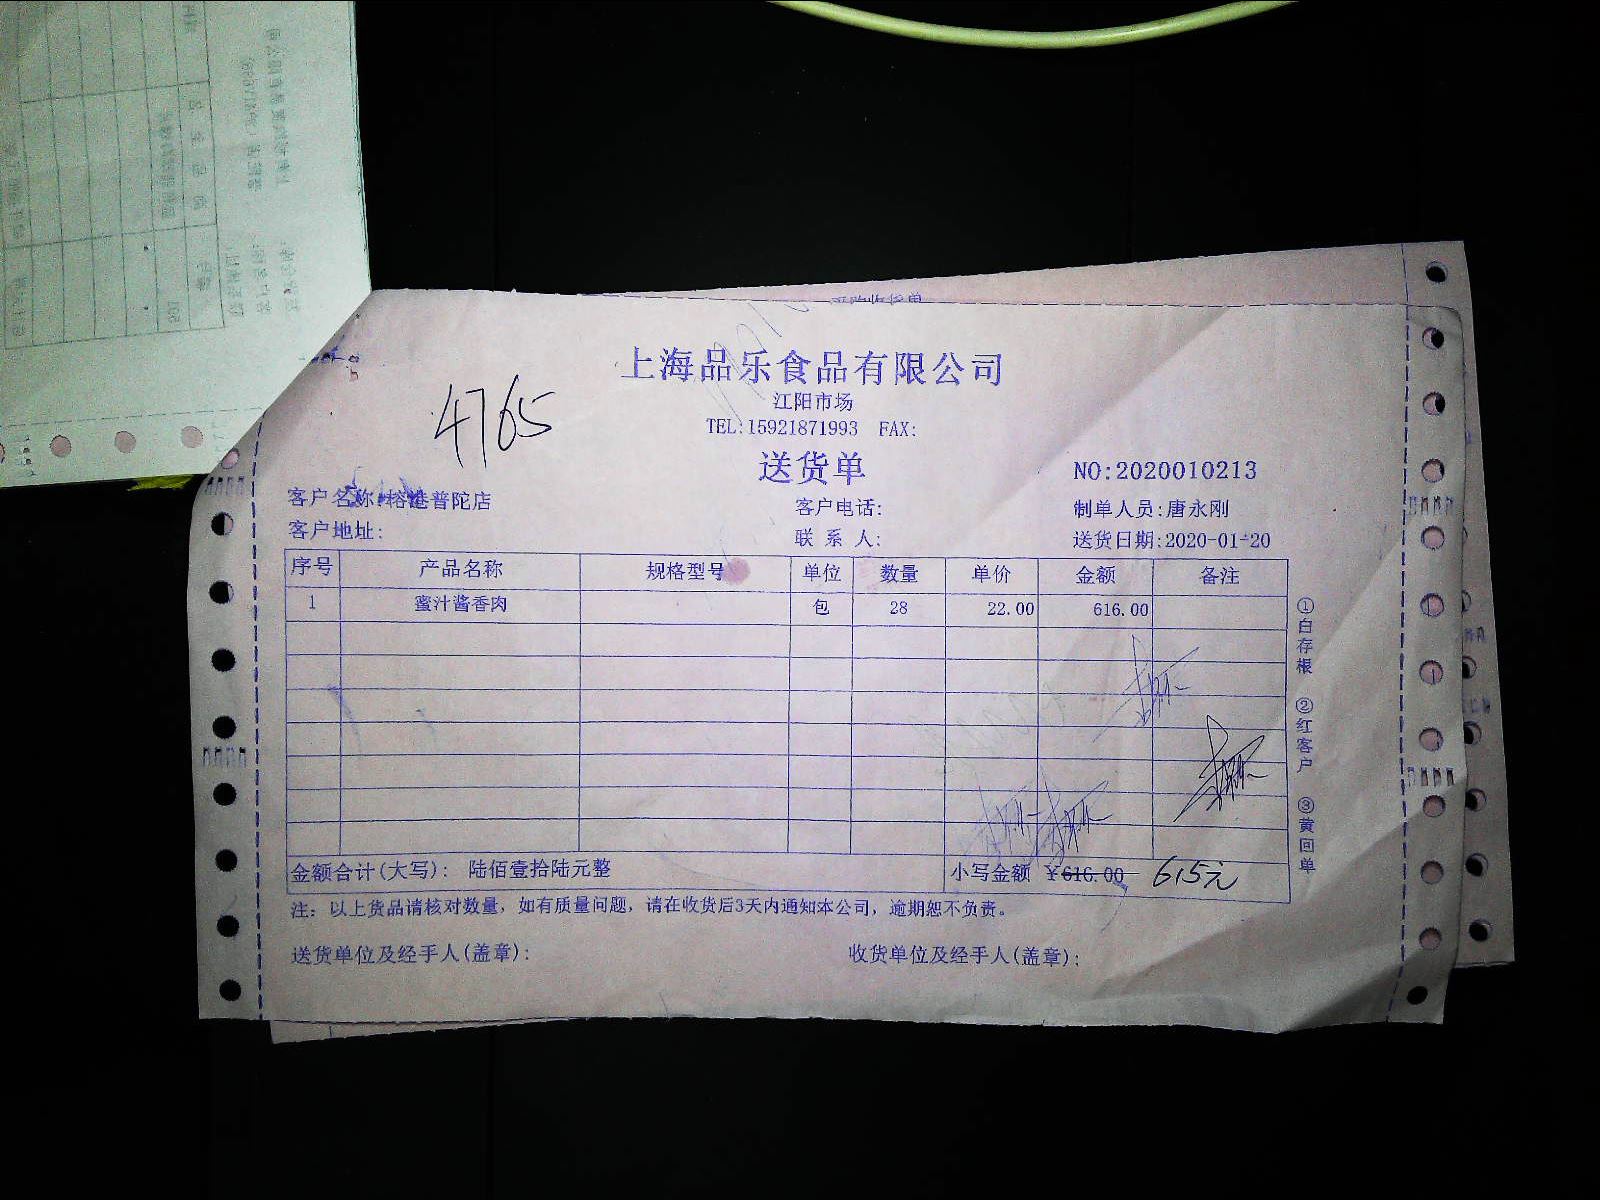 上海品乐食品有限公司
江阳市场
4765
TEL:15921871993 FAX:
送货单
NO:2020010213
客户名称:榕港普陀店 客户电话: 制单人员:唐永刚
客户地址: 联系人: 送货日期:2020-01-20
序号 产品名称 规格型号 单位 数量 单价 金额 备注
1 蜜汁酱香肉 包 28 22.00 616.00
①白存根 ②红客户 ③黄回单
金额合计(大写): 陆佰壹拾陆元整 小写金额 ¥616.00 615元
注: 以上货品请核对数量, 如有质量问题, 请在收货后3天内通知本公司, 逾期恕不负责。
送货单位及经手人(盖章): 收货单位及经手人(盖章):